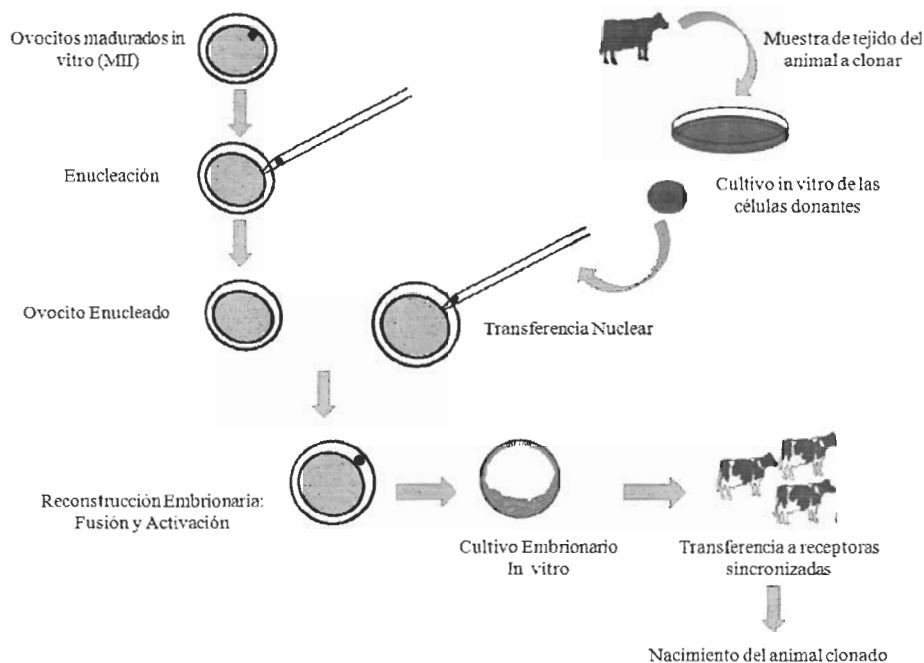 Ovocitos madurados in
vitro (MII)
Muestra de tejido del
animal a clonar
Enucleación
Cultivo in vitro de las
células donantes
Ovocito Enucleado
Transferencia Nuclear
Reconstrucción Embrionaria:
Fusión y Activación
Cultivo Embrionario
In vitro
Transferencia a receptoras
sincronizadas
Nacimiento del animal clonado